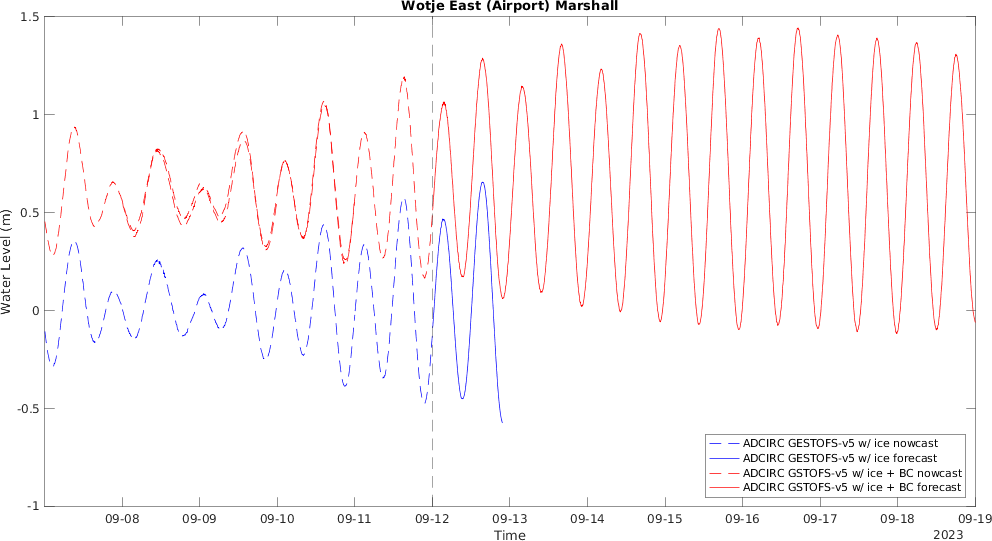 Wotje East (Airport) Marshall
1.5
1
0.5
0
-0.5
-1
Water Level (m)
09-08 09-09 09-10 09-11 09-12 09-13 09-14 09-15 09-16 09-17 09-18 09-19
Time
2023
ADCIRC GESTOFS-v5 w/ ice nowcast
ADCIRC GESTOFS-v5 w/ ice forecast
ADCIRC GSTOFS-v5 w/ ice + BC nowcast
ADCIRC GSTOFS-v5 w/ ice + BC forecast